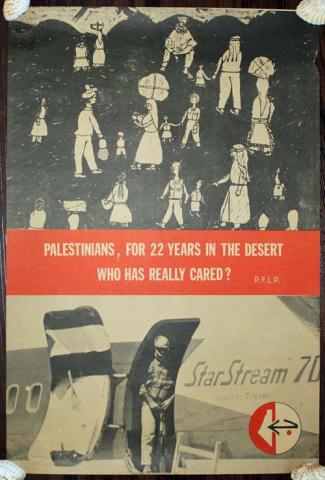 PALESTINIANS, FOR 22 YEARS IN THE DESERT
WHO HAS REALLY CARED?
P.F.L.P.
StarStream 70